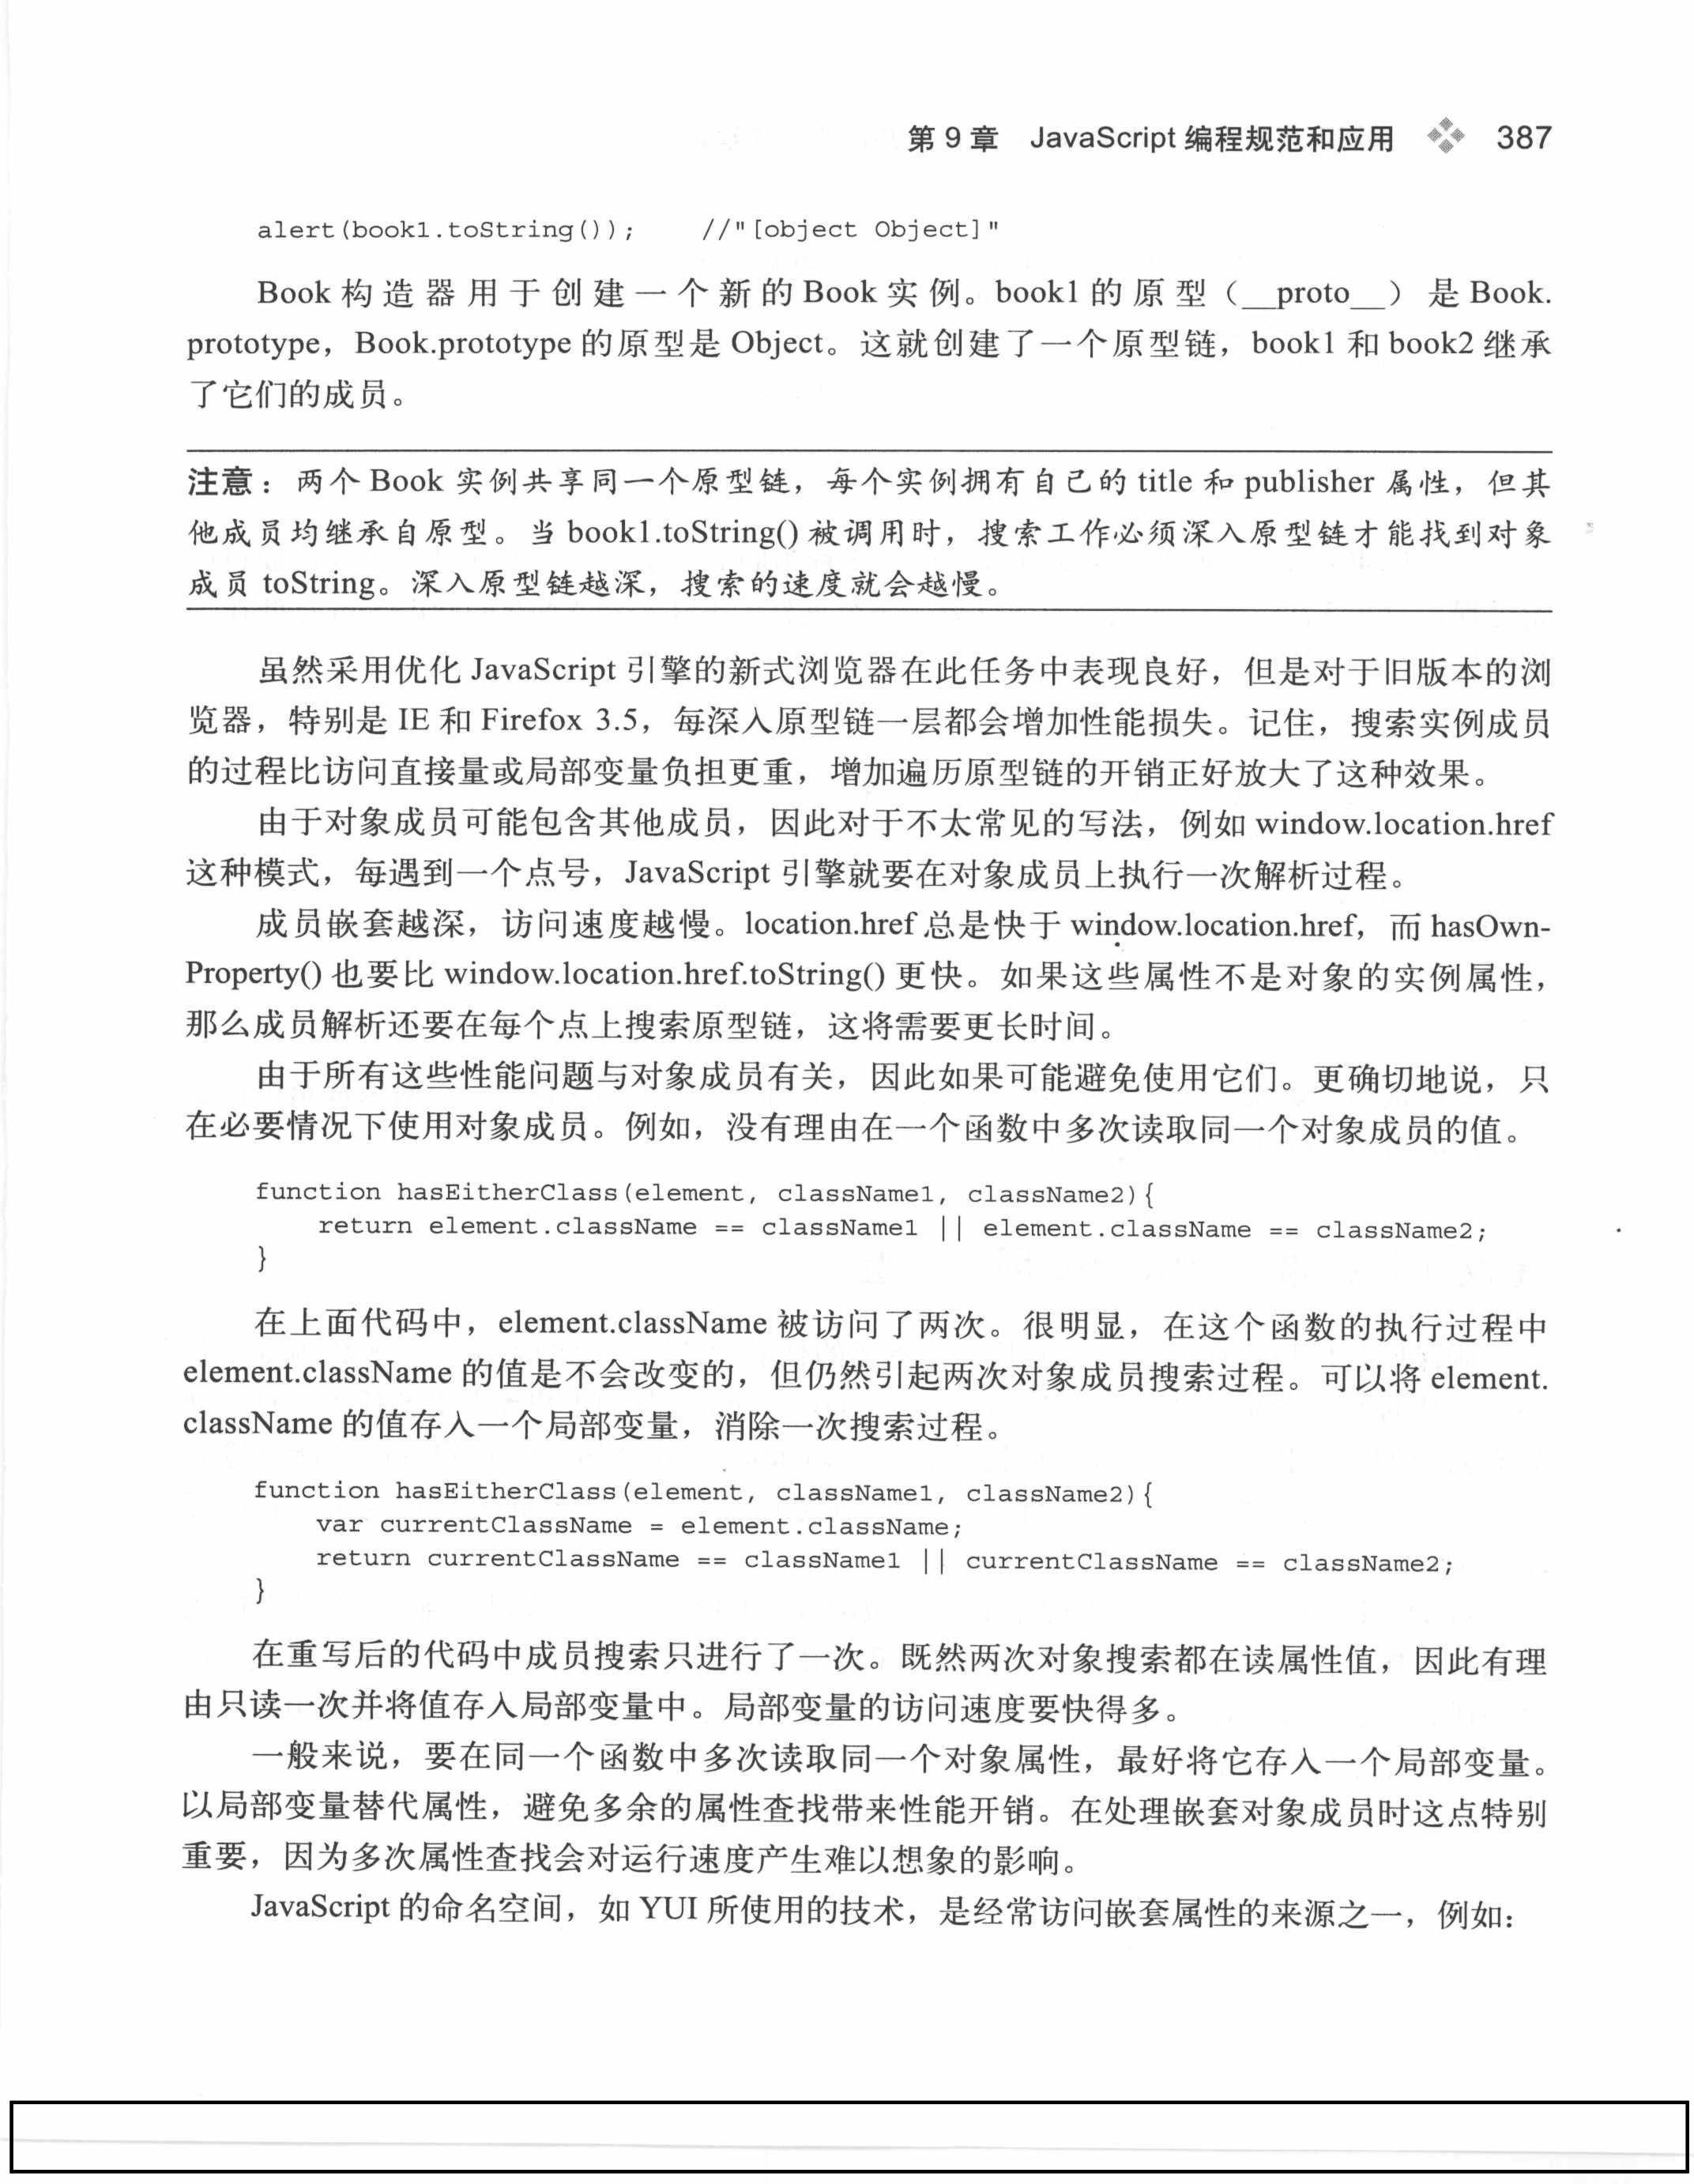 第 9 章 JavaScript 编程规范和应用 387
alert(book1.toString()); //"[object Object]"
Book 构造器用于创建一个新的 Book 实例。book1 的原型（__proto__）是 Book.
prototype，Book.prototype 的原型是 Object。这就创建了一个原型链，book1 和 book2 继承
了它们的成员。
注意：两个 Book 实例共享同一个原型链，每个实例拥有自己的 title 和 publisher 属性，但其
他成员均继承自原型。当 book1.toString() 被调用时，搜索工作必须深入原型链才能找到对象
成员 toString。深入原型链越深，搜索的速度就会越慢。
虽然采用优化 JavaScript 引擎的新式浏览器在此任务中表现良好，但是对于旧版本的浏
览器，特别是 IE 和 Firefox 3.5，每深入原型链一层都会增加性能损失。记住，搜索实例成员
的过程比访问直接量或局部变量负担更重，增加遍历原型链的开销正好放大了这种效果。
由于对象成员可能包含其他成员，因此对于不太常见的写法，例如 window.location.href
这种模式，每遇到一个点号，JavaScript 引擎就要在对象成员上执行一次解析过程。
成员嵌套越深，访问速度越慢。location.href 总是快于 window.location.href，而 hasOwn-
Property() 也要比 window.location.href.toString() 更快。如果这些属性不是对象的实例属性，
那么成员解析还要在每个点上搜索原型链，这将需要更长时间。
由于所有这些性能问题与对象成员有关，因此如果可能避免使用它们。更确切地说，只
在必要情况下使用对象成员。例如，没有理由在一个函数中多次读取同一个对象成员的值。
function hasEitherClass(element, className1, className2){
    return element.className == className1 || element.className == className2;
}
在上面代码中，element.className 被访问了两次。很明显，在这个函数的执行过程中
element.className 的值是不会改变的，但仍然引起两次对象成员搜索过程。可以将 element.
className 的值存入一个局部变量，消除一次搜索过程。
function hasEitherClass(element, className1, className2){
    var currentClassName = element.className;
    return currentClassName == className1 || currentClassName == className2;
}
在重写后的代码中成员搜索只进行了一次。既然两次对象搜索都在读属性值，因此有理
由只读一次并将值存入局部变量中。局部变量的访问速度要快得多。
一般来说，要在同一个函数中多次读取同一个对象属性，最好将它存入一个局部变量。
以局部变量替代属性，避免多余的属性查找带来性能开销。在处理嵌套对象成员时这点特别
重要，因为多次属性查找会对运行速度产生难以想象的影响。
JavaScript 的命名空间，如 YUI 所使用的技术，是经常访问嵌套属性的来源之一，例如：